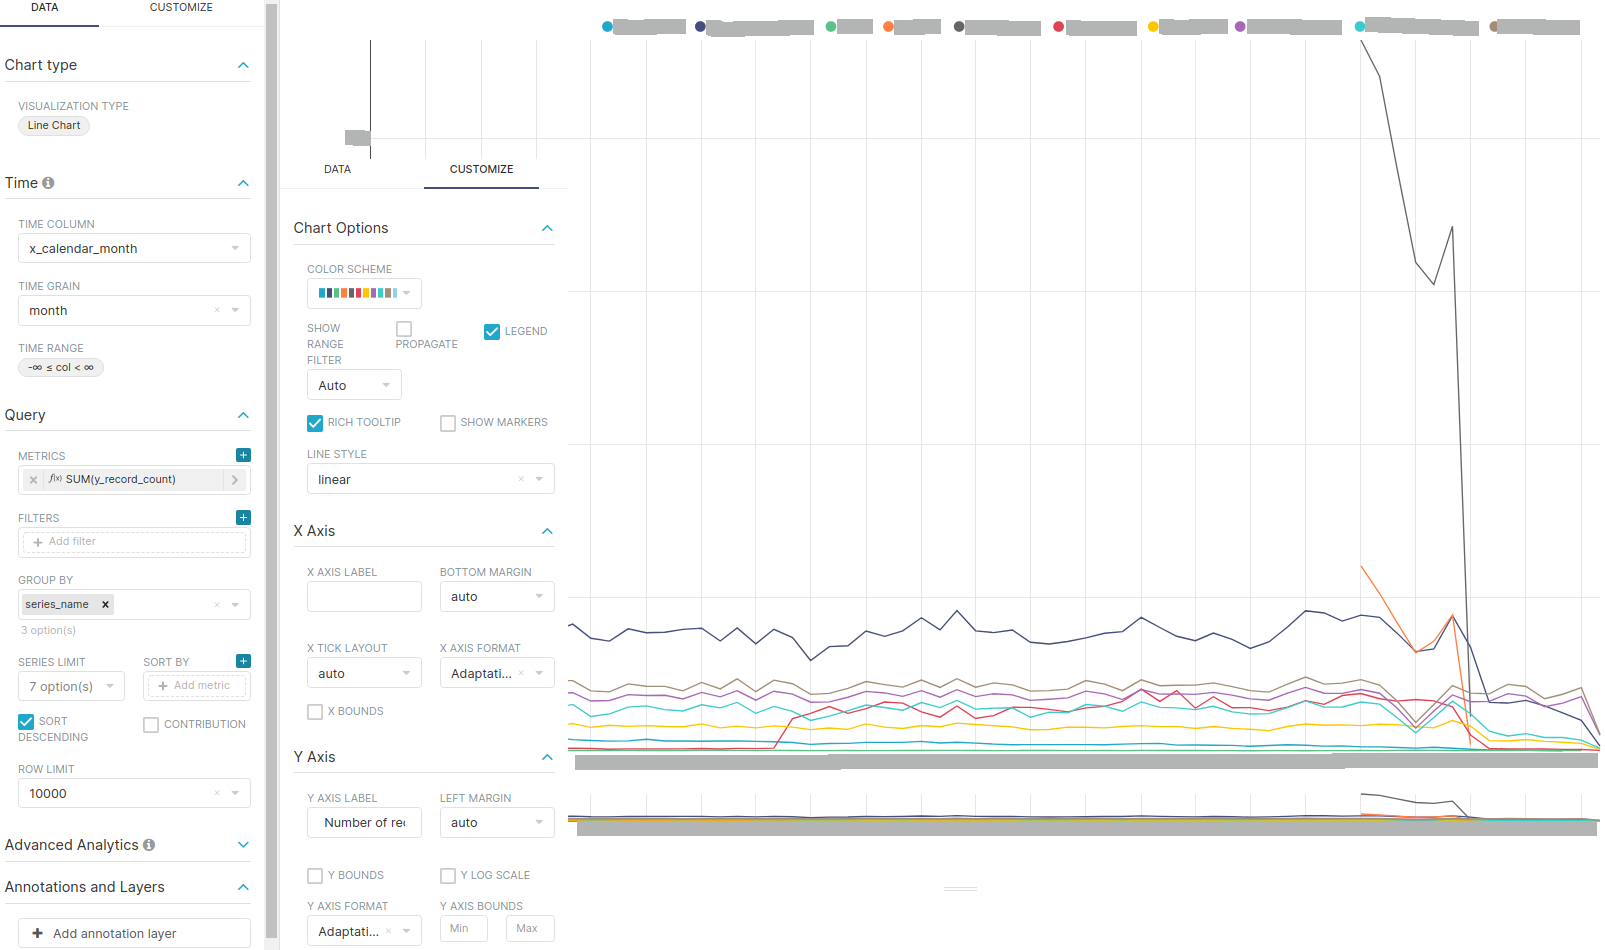 DATA
CUSTOMIZE
Chart type
VISUALIZATION TYPE
Line Chart
Time
TIME COLUMN
x_calendar_month
TIME GRAIN
month
TIME RANGE
-∞ ≤ col < ∞
Query
METRICS
f(x) SUM(y_record_count)
FILTERS
Add filter
GROUP BY
series_name
3 option(s)
SERIES LIMIT
SORT BY
7 option(s)
Add metric
SORT
DESCENDING
CONTRIBUTION
ROW LIMIT
10000
Advanced Analytics
Annotations and Layers
Add annotation layer
DATA
CUSTOMIZE
Chart Options
COLOR SCHEME
SHOW
RANGE
FILTER
PROPAGATE
LEGEND
Auto
RICH TOOLTIP
SHOW MARKERS
LINE STYLE
linear
X Axis
X AXIS LABEL
BOTTOM MARGIN
auto
X TICK LAYOUT
X AXIS FORMAT
auto
Adaptati...
X BOUNDS
Y Axis
Y AXIS LABEL
LEFT MARGIN
Number of rec
auto
Y BOUNDS
Y LOG SCALE
Y AXIS FORMAT
Y AXIS BOUNDS
Adaptati...
Min
Max